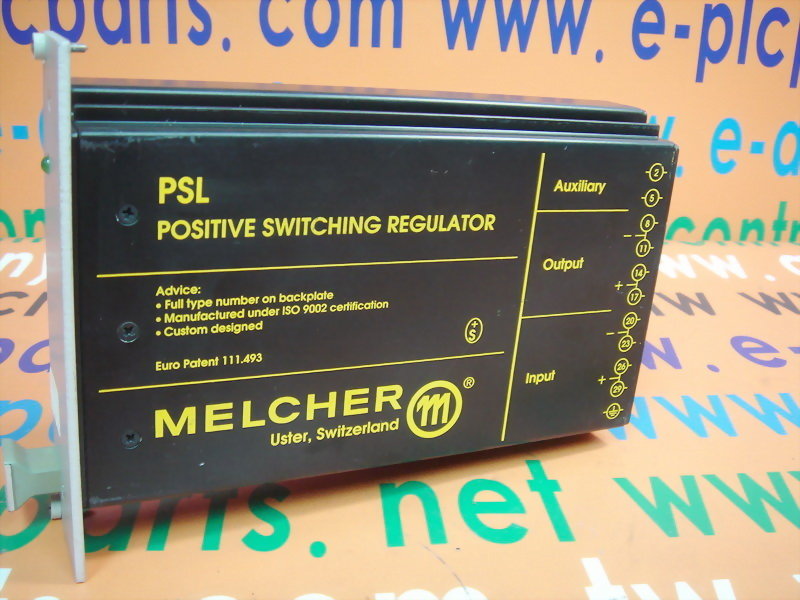 cparis. com
www. e-plcp
PSL
POSITIVE SWITCHING REGULATOR
Advice:
• Full type number on backplate
• Manufactured under ISO 9002 certification
• Custom designed
Euro Patent 111.493
+
S
MELCHER m ®
Uster, Switzerland
Auxiliary
2
5
Output
8
−
11
14
+
17
Input
20
−
23
26
+
29
parts. net